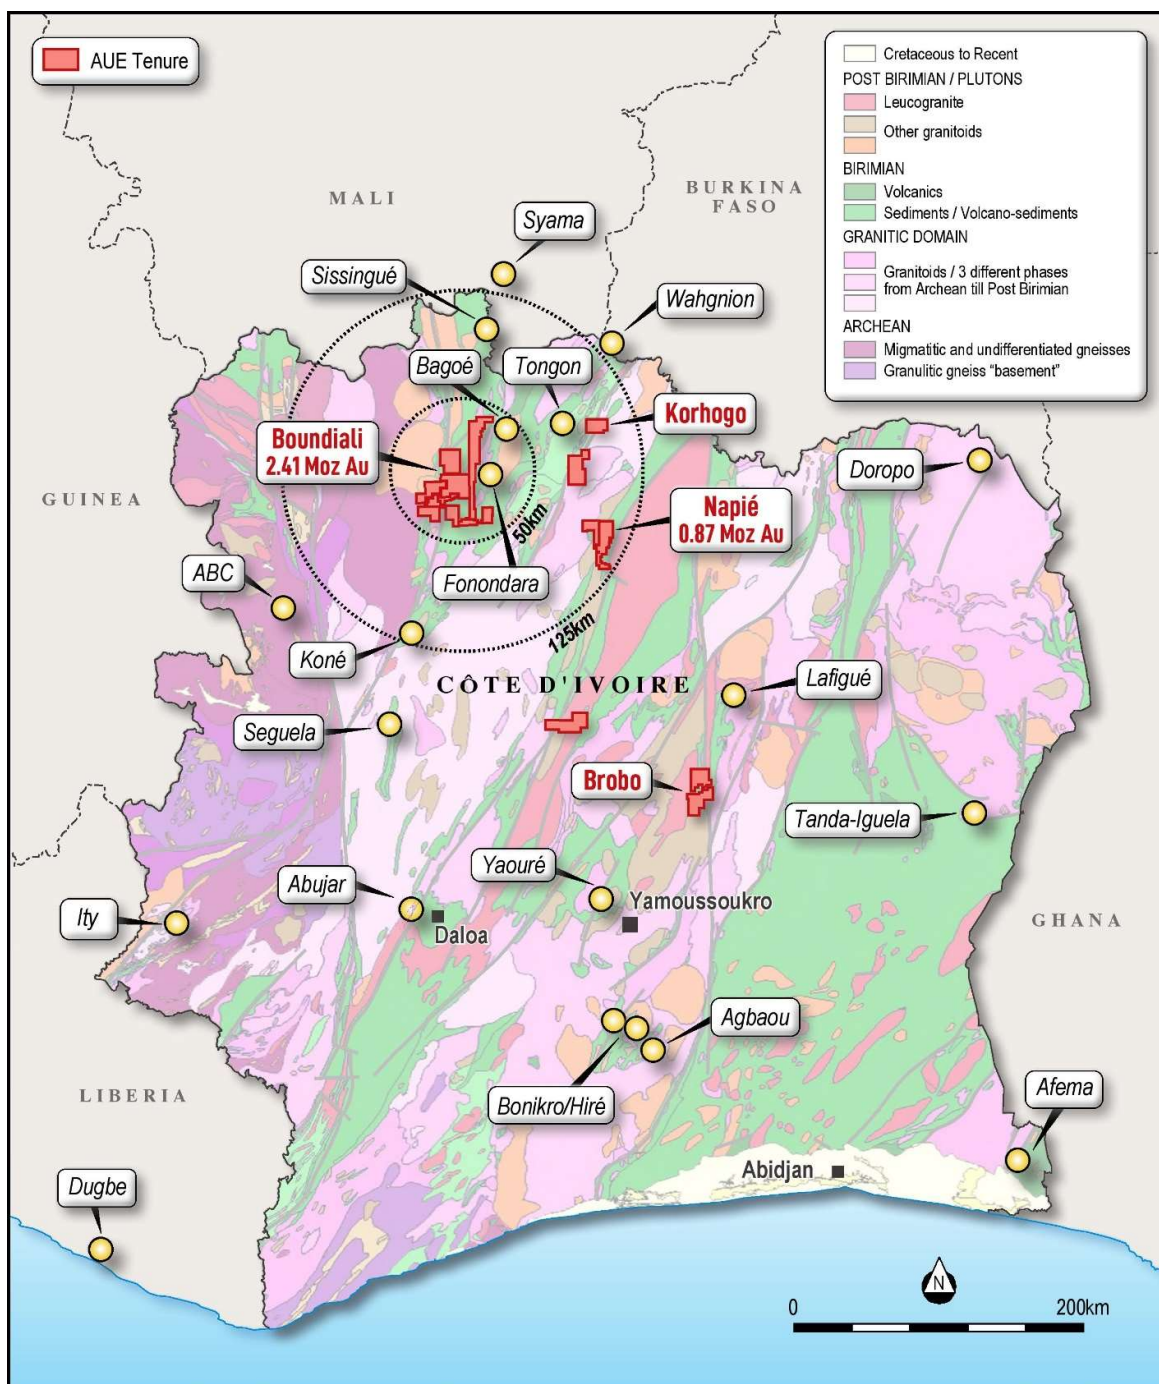 AUE Tenure
Cretaceous to Recent
POST BIRIMIAN / PLUTONS
Leucogranite
Other granitoids
BIRIMIAN
Volcanics
Sediments / Volcano-sediments
GRANITIC DOMAIN
Granitoids / 3 different phases
from Archean till Post Birimian
ARCHEAN
Migmatitic and undifferentiated gneisses
Granulitic gneiss “basement”
MALI
BURKINA
FASO
Syama
Sissingué
Wahgnion
Bagoé
Tongon
Korhogo
Boundiali
2.41 Moz Au
Doropo
GUINEA
Napié
0.87 Moz Au
50km
Fonondara
ABC
125km
Koné
CÔTE D'IVOIRE
Lafigué
Seguela
Brobo
Tanda-Iguela
Yaouré
Abujar
Yamoussoukro
Ity
Daloa
GHANA
Agbaou
Bonikro/Hiré
LIBERIA
Afema
Abidjan
Dugbe
N
0
200km